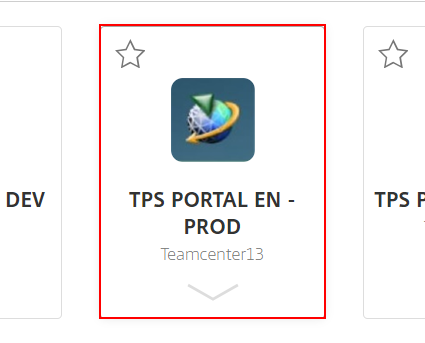 DEV
TPS PORTAL EN -
PROD
Teamcenter13
TPS